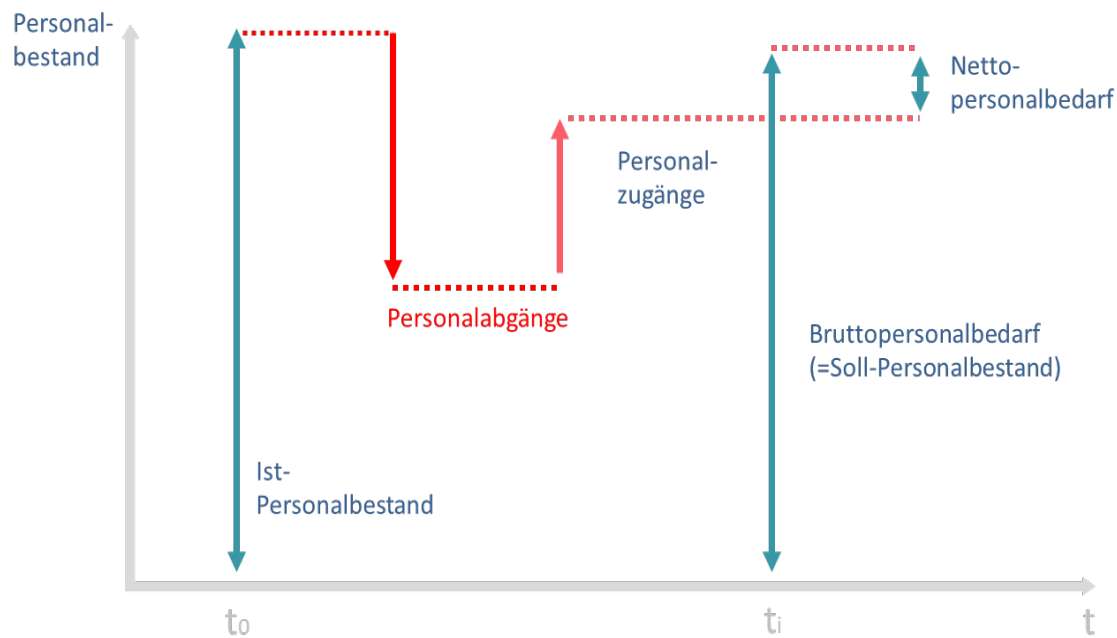 Personal-
bestand
Netto-
personalbedarf
Personal-
zugänge
Personalabgänge
Bruttopersonalbedarf
(=Soll-Personalbestand)
Ist-
Personalbestand
t0
ti
t